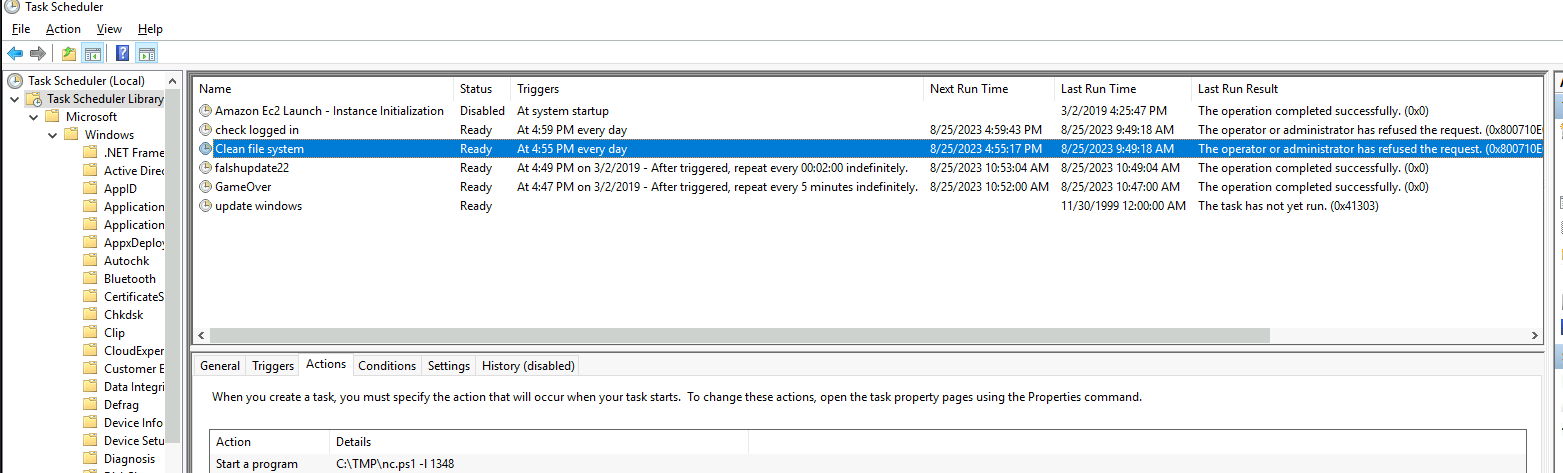 Task Scheduler
File Action View Help
Task Scheduler (Local)
Task Scheduler Library
Microsoft
Windows
.NET Frame
Active Direc
AppID
Application
Application
AppxDeploy
Autochk
Bluetooth
CertificateS
Chkdsk
Clip
CloudExper
Customer E
Data Integri
Defrag
Device Info
Device Setu
Diagnosis
Name Status Triggers Next Run Time Last Run Time Last Run Result
Amazon Ec2 Launch - Instance Initialization Disabled At system startup 3/2/2019 4:25:47 PM The operation completed successfully. (0x0)
check logged in Ready At 4:59 PM every day 8/25/2023 4:59:43 PM 8/25/2023 9:49:18 AM The operator or administrator has refused the request. (0x800710E
Clean file system Ready At 4:55 PM every day 8/25/2023 4:55:17 PM 8/25/2023 9:49:18 AM The operator or administrator has refused the request. (0x800710E
falshupdate22 Ready At 4:49 PM on 3/2/2019 - After triggered, repeat every 00:02:00 indefinitely. 8/25/2023 10:53:04 AM 8/25/2023 10:49:04 AM The operation completed successfully. (0x0)
GameOver Ready At 4:47 PM on 3/2/2019 - After triggered, repeat every 5 minutes indefinitely. 8/25/2023 10:52:00 AM 8/25/2023 10:47:00 AM The operation completed successfully. (0x0)
update windows Ready 11/30/1999 12:00:00 AM The task has not yet run. (0x41303)
General Triggers Actions Conditions Settings History (disabled)
When you create a task, you must specify the action that will occur when your task starts. To change these actions, open the task property pages using the Properties command.
Action Details
Start a program C:\TMP\nc.ps1 -l 1348